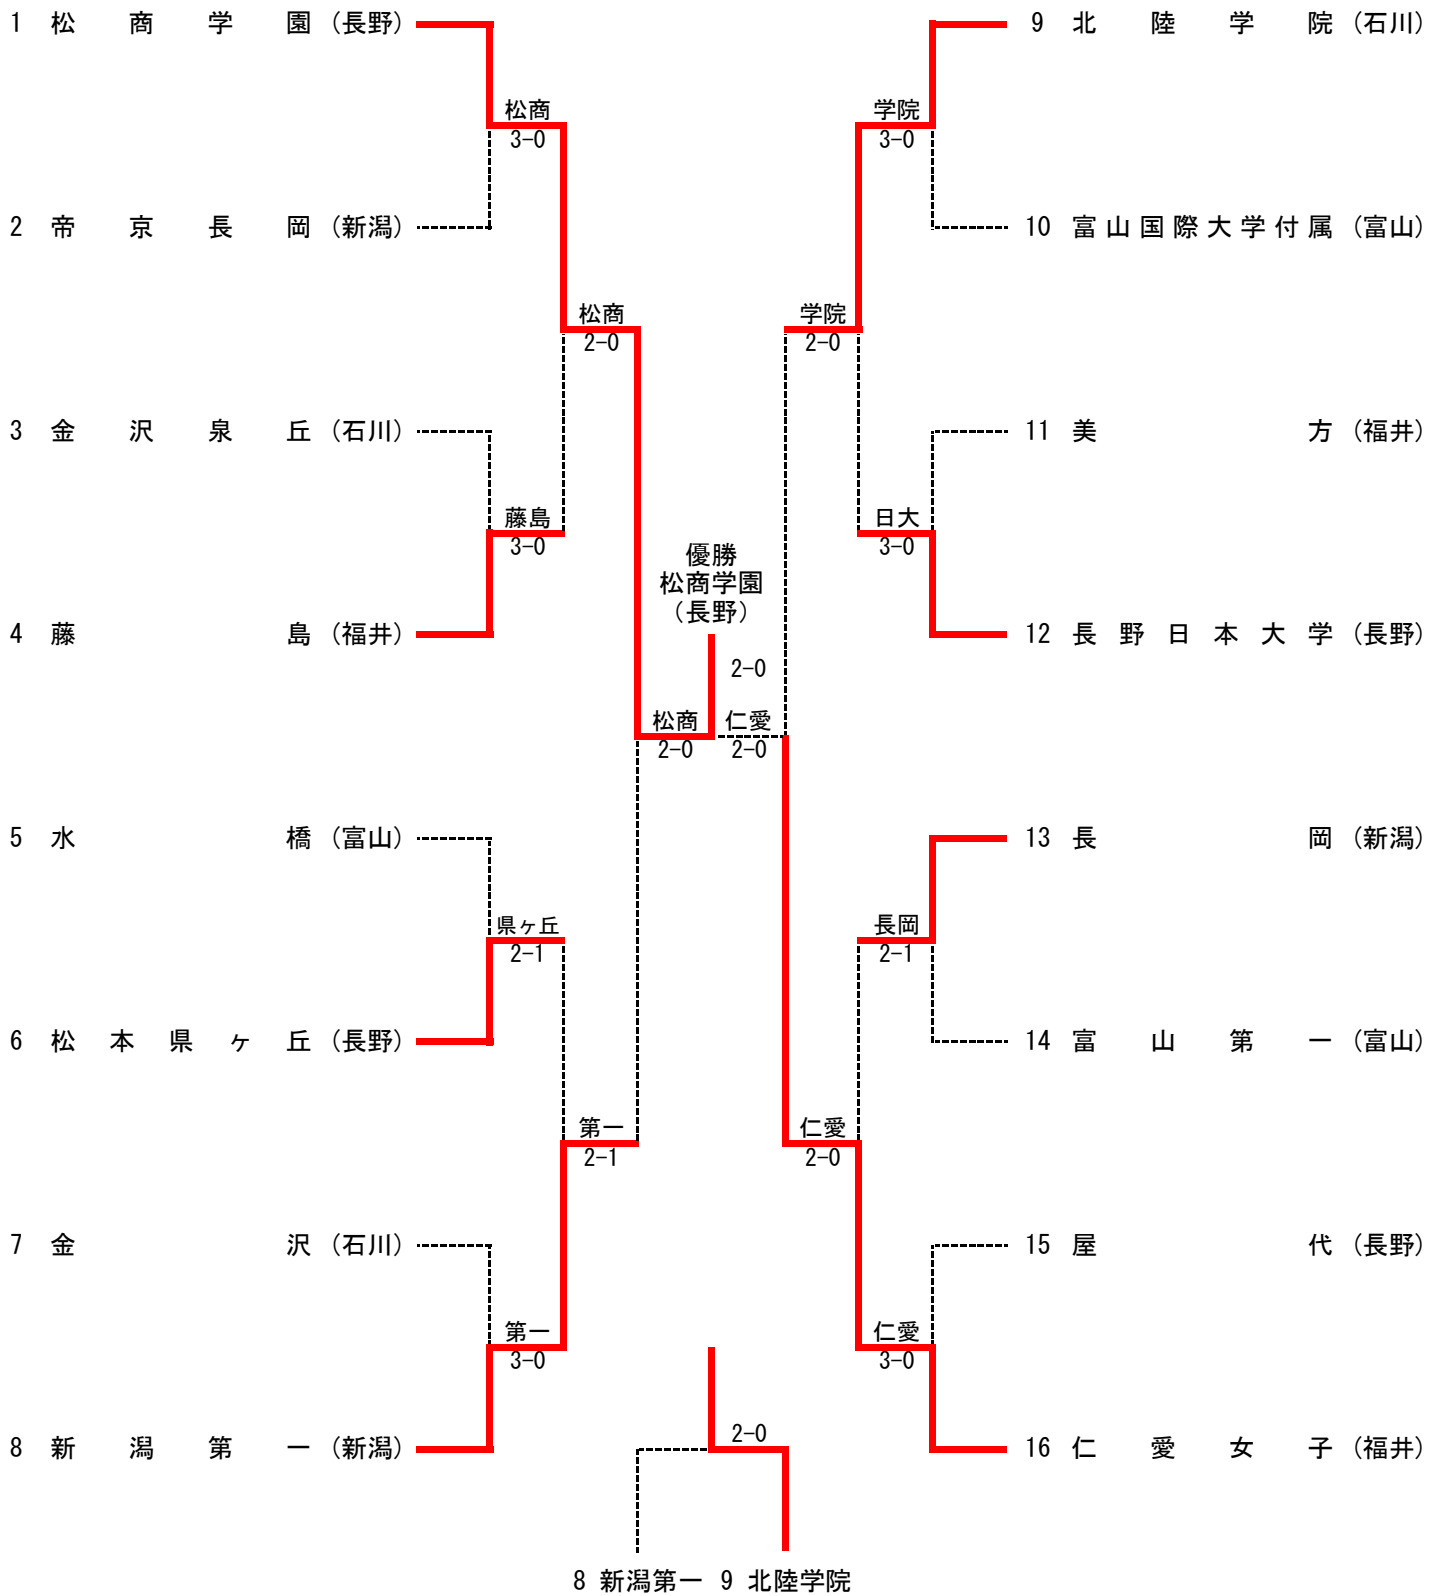 1 松商学園(長野)
9 北陸学院(石川)
松商
3-0
学院
3-0
2 帝京長岡(新潟)
10 富山国際大学付属(富山)
松商
2-0
学院
2-0
3 金沢泉丘(石川)
11 美方(福井)
藤島
3-0
日大
3-0
優勝
松商学園
(長野)
4 藤島(福井)
12 長野日本大学(長野)
2-0
松商
2-0
仁愛
2-0
5 水橋(富山)
13 長岡(新潟)
県ヶ丘
2-1
長岡
2-1
6 松本県ヶ丘(長野)
14 富山第一(富山)
第一
2-1
仁愛
2-0
7 金沢(石川)
15 屋代(長野)
第一
3-0
仁愛
3-0
8 新潟第一(新潟)
2-0
16 仁愛女子(福井)
8 新潟第一 9 北陸学院